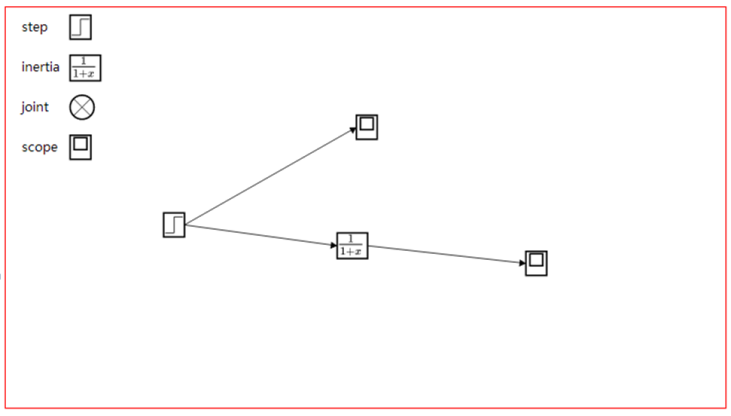 step
inertia 1/(1+x)
joint
scope
1/(1+x)